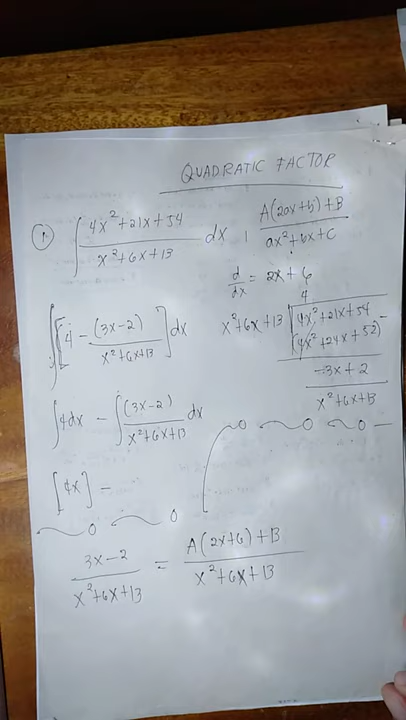 QUADRATIC FACTOR
① ∫ (4x² + 21x + 54)/(x² + 6x + 13) dx ; (A(2ax + b) + B)/(ax² + bx + c)
d/dx = 2x + 6
∫[4 - (3x - 2)/(x² + 6x + 13)] dx
4
x² + 6x + 13 √(4x² + 21x + 54)
(4x² + 24x + 52) -
-3x + 2
x² + 6x + 13
∫4dx - ∫ (3x - 2)/(x² + 6x + 13) dx
[4x] -
(3x - 2)/(x² + 6x + 13) = (A(2x + 6) + B)/(x² + 6x + 13)